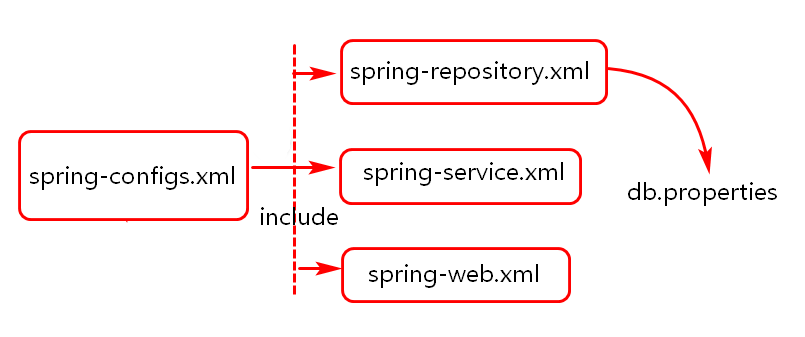 spring-repository.xml
spring-configs.xml
spring-service.xml
db.properties
include
spring-web.xml